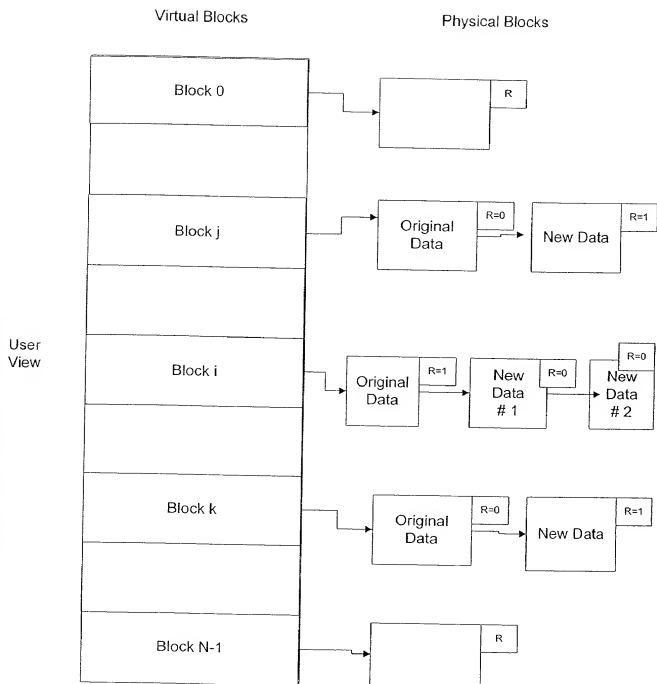 Virtual Blocks
Physical Blocks
Block 0
R
Block j
Original
Data
R=0
New Data
R=1
User
View
Block i
Original
Data
R=1
New
Data
# 1
R=0
New
Data
# 2
R=0
Block k
Original
Data
R=0
New Data
R=1
Block N-1
R